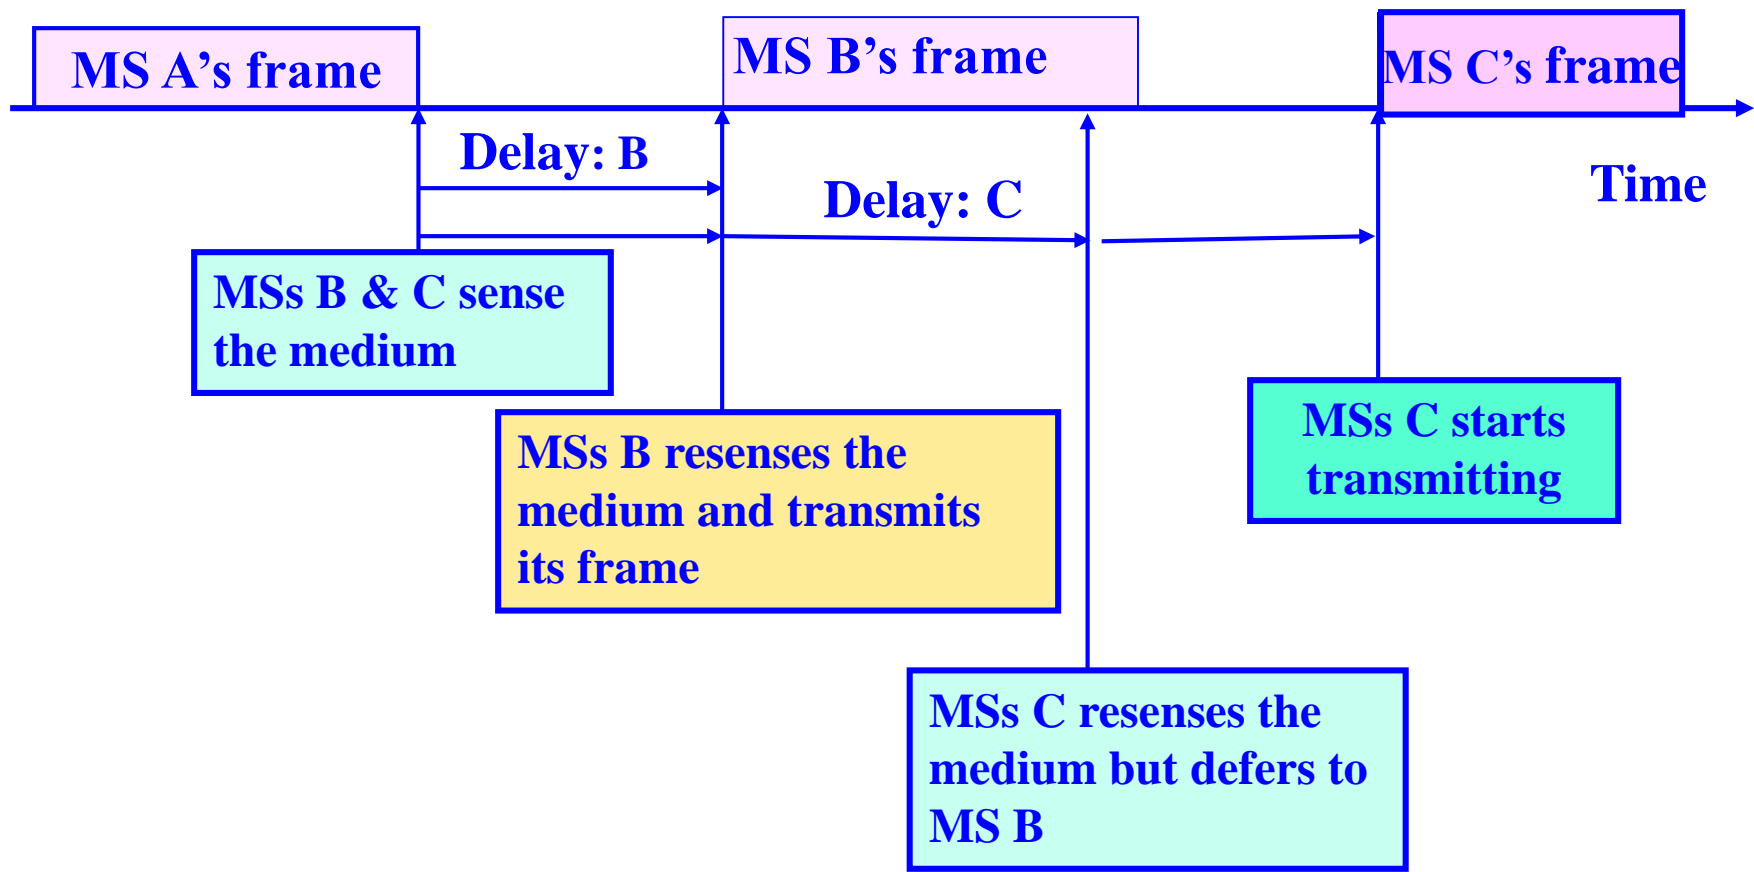 MS A’s frame
MS B’s frame
MS C’s frame
Delay: B
Delay: C
Time
MSs B & C sense
the medium
MSs B resenses the
medium and transmits
its frame
MSs C starts
transmitting
MSs C resenses the
medium but defers to
MS B